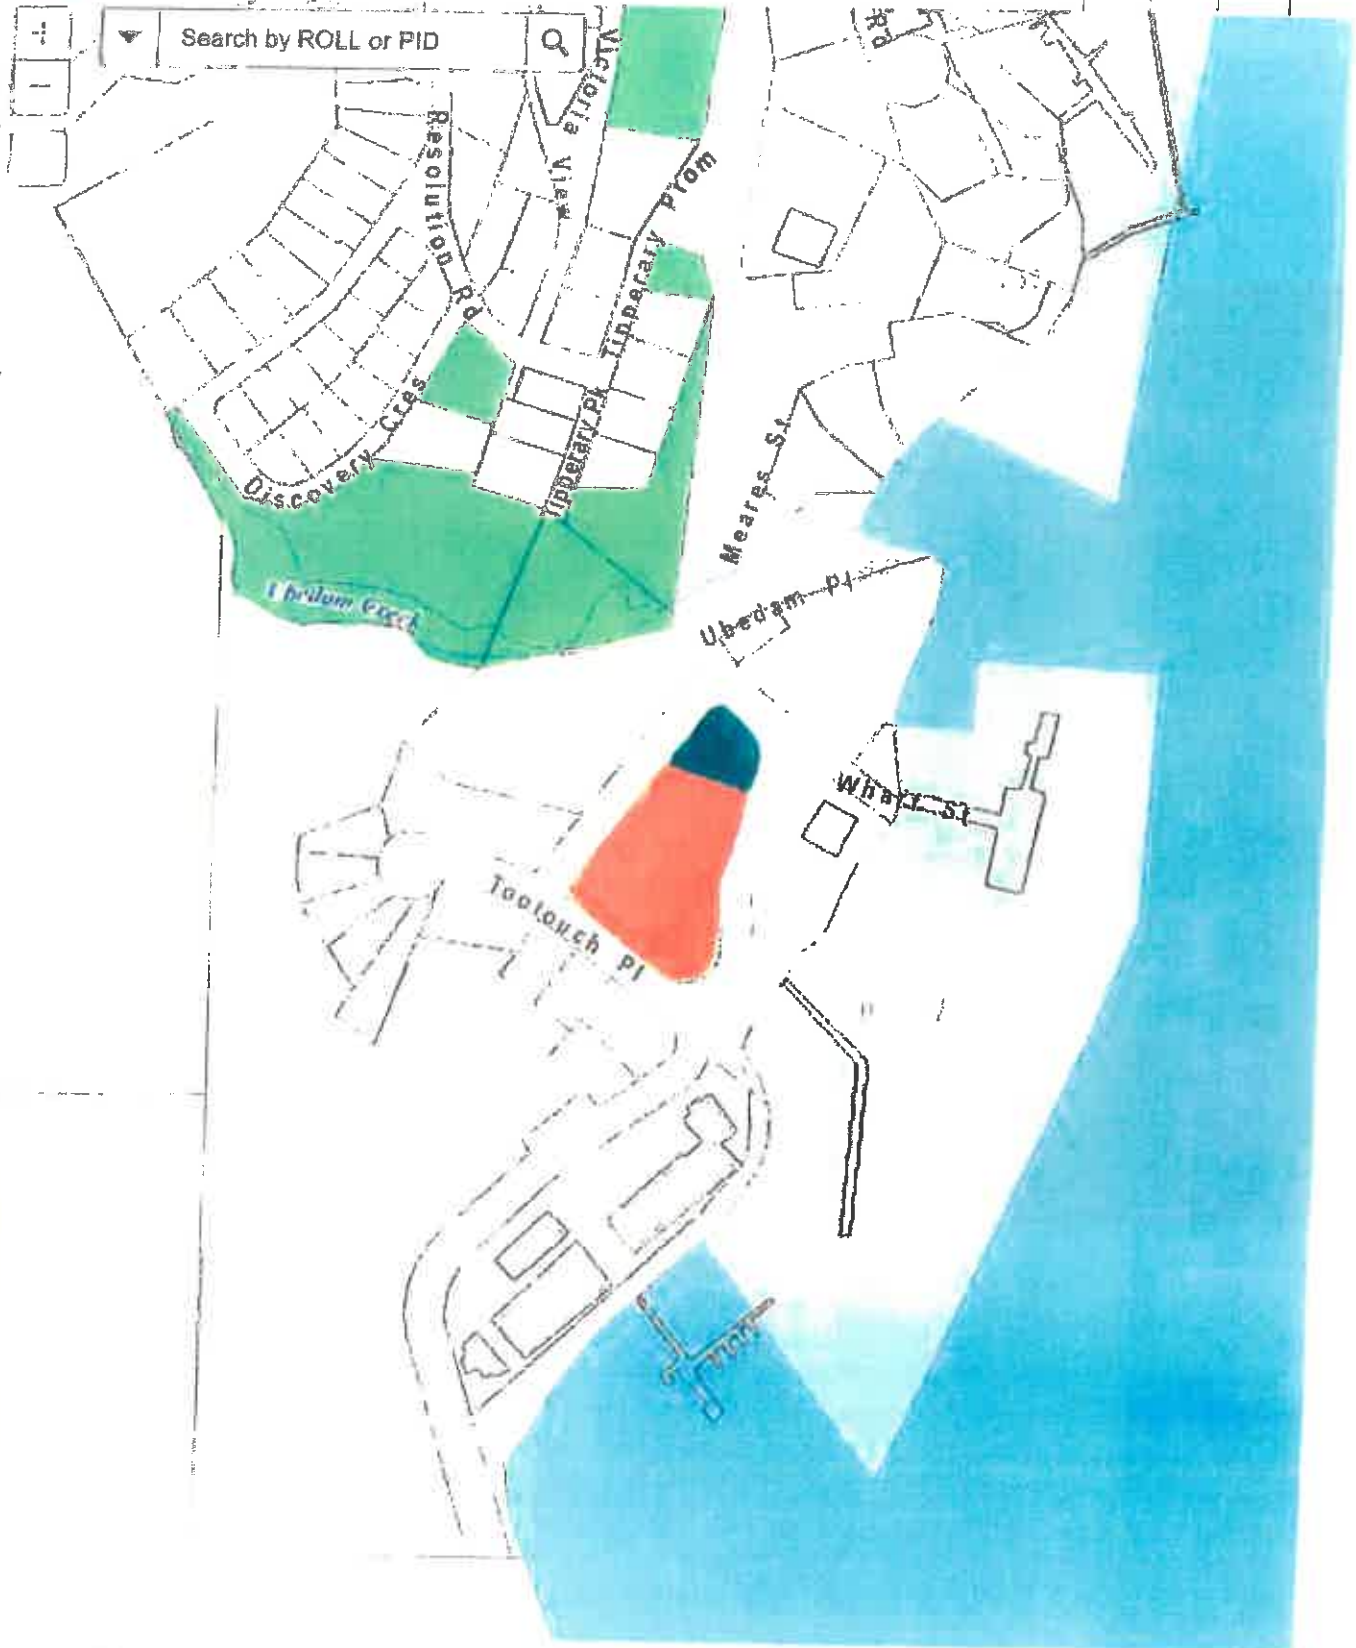 Search by ROLL or PID
Victoria View
Resolution Rd
Tipperary Prom
Tipperary Pl
Discovery Cres
Meares St
Ubedam Pl
Wharf St
Tootouch Pl